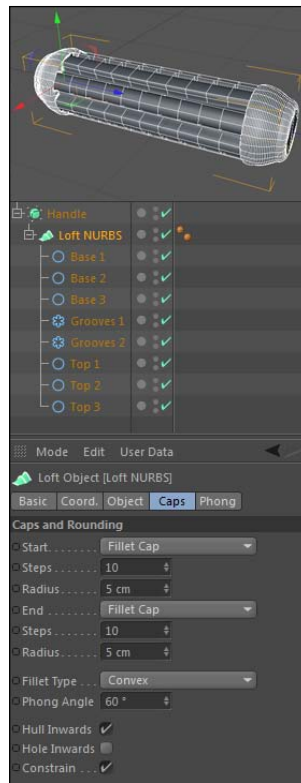 Handle
Loft NURBS
Base 1
Base 2
Base 3
Grooves 1
Grooves 2
Top 1
Top 2
Top 3
Mode Edit User Data
Loft Object [Loft NURBS]
Basic Coord. Object Caps Phong
Caps and Rounding
Start........ Fillet Cap
Steps....... 10
Radius...... 5 cm
End......... Fillet Cap
Steps....... 10
Radius...... 5 cm
Fillet Type... Convex
Phong Angle 60 °
Hull Inwards
Hole Inwards
Constrain...